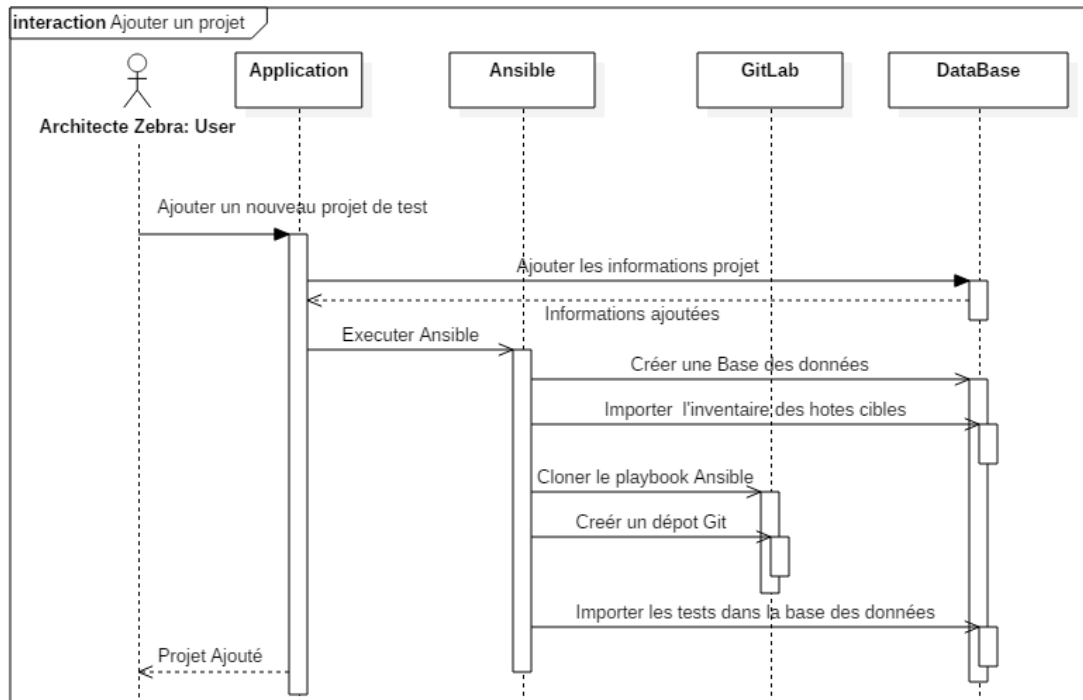 interaction Ajouter un projet
Application
Ansible
GitLab
DataBase
Architecte Zebra: User
Ajouter un nouveau projet de test
Ajouter les informations projet
Informations ajoutées
Executer Ansible
Créer une Base des données
Importer l'inventaire des hotes cibles
Cloner le playbook Ansible
Creér un dépot Git
Importer les tests dans la base des données
Projet Ajouté